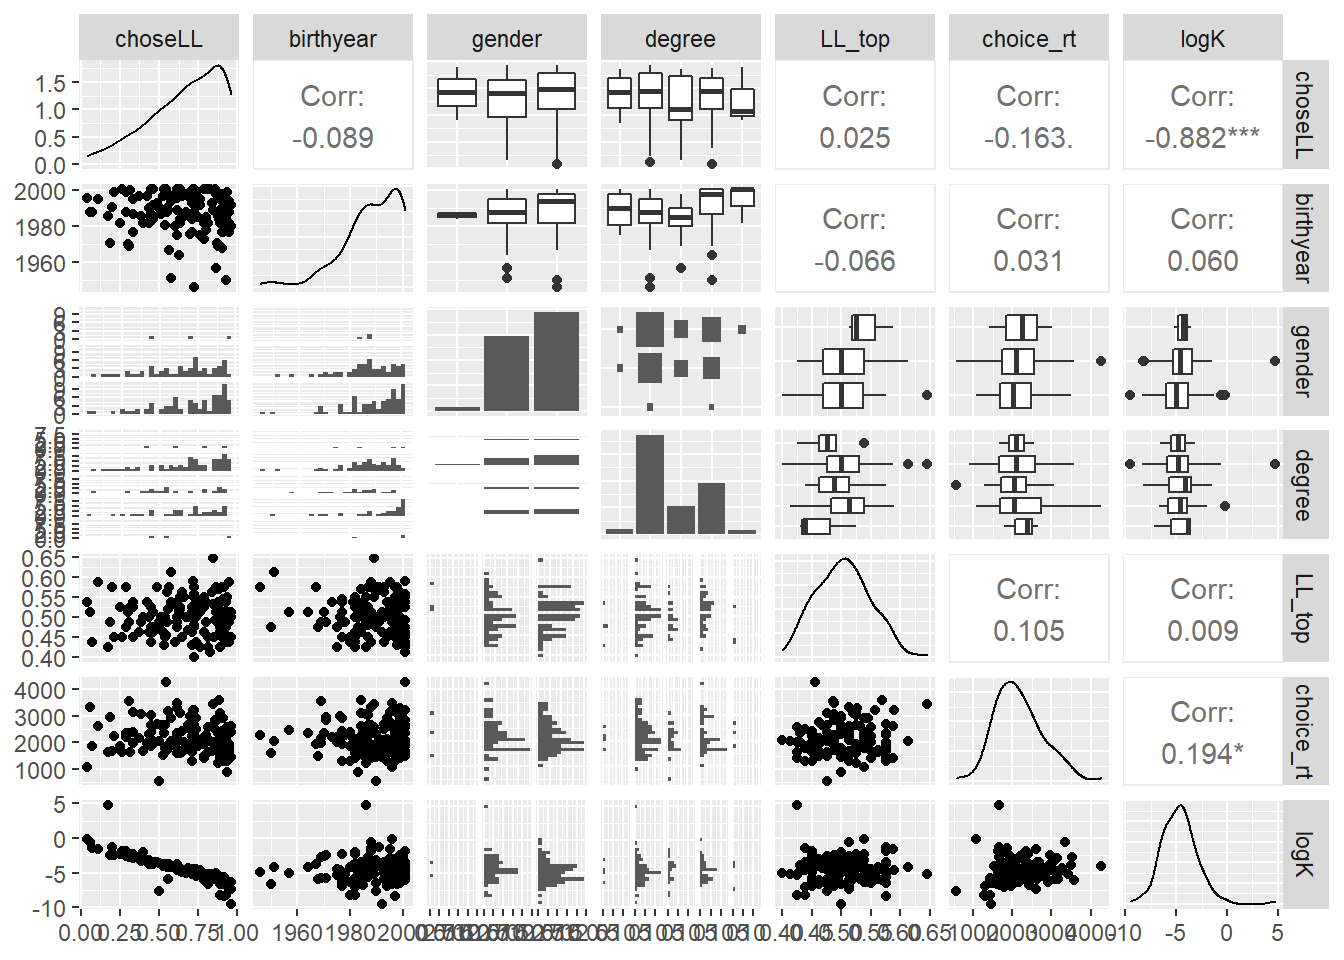 choseLL birthyear gender degree LL_top choice_rt logK
1.5
1.0
0.5
0.0
Corr:
-0.089
Corr:
0.025
Corr:
-0.163.
Corr:
-0.882***
choseLL
2000
1980
1960
Corr:
-0.066
Corr:
0.031
Corr:
0.060
birthyear
gender
degree
0.65
0.60
0.55
0.50
0.45
0.40
Corr:
0.105
Corr:
0.009
LL_top
4000
3000
2000
1000
Corr:
0.194*
choice_rt
5
0
-5
-10
logK
0.00 0.25 0.50 0.75 1.00
1960 1980 2000
0.40 0.45 0.50 0.55 0.60 0.65
1000 2000 3000 4000
-10 -5 0 5